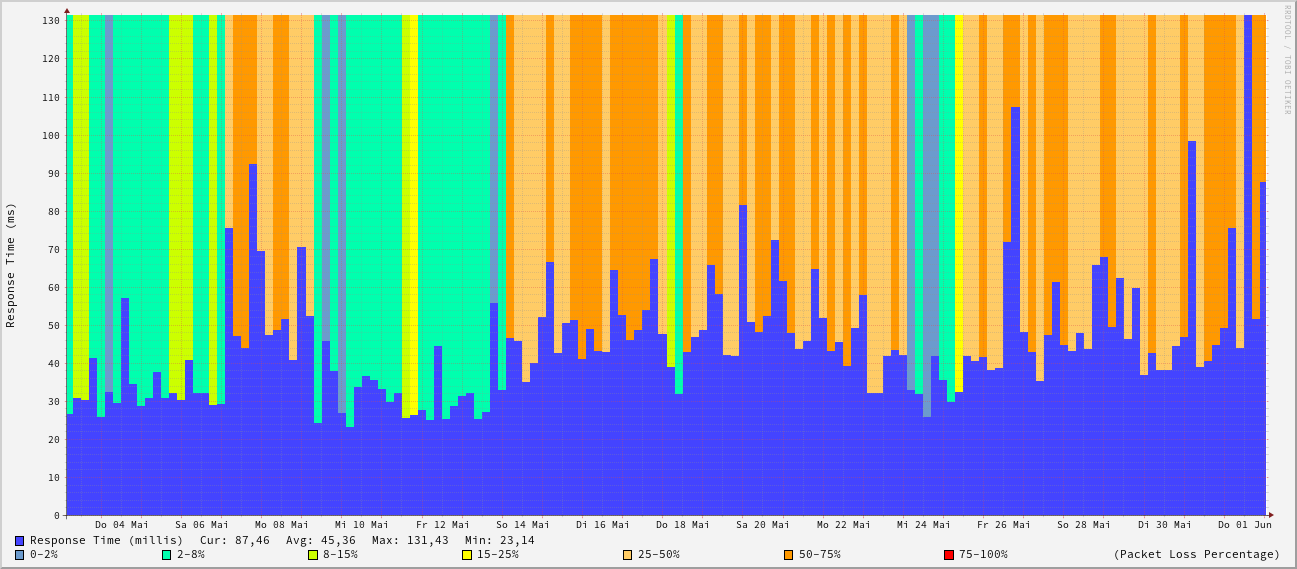 RRDTOOL / TOBI OETIKER
Response Time (ms)
130
120
110
100
90
80
70
60
50
40
30
20
10
0
Do 04 Mai Sa 06 Mai Mo 08 Mai Mi 10 Mai Fr 12 Mai So 14 Mai Di 16 Mai Do 18 Mai Sa 20 Mai Mo 22 Mai Mi 24 Mai Fr 26 Mai So 28 Mai Di 30 Mai Do 01 Jun
Response Time (millis) Cur: 87,46 Avg: 45,36 Max: 131,43 Min: 23,14
0-2% 2-8% 8-15% 15-25% 25-50% 50-75% 75-100% (Packet Loss Percentage)